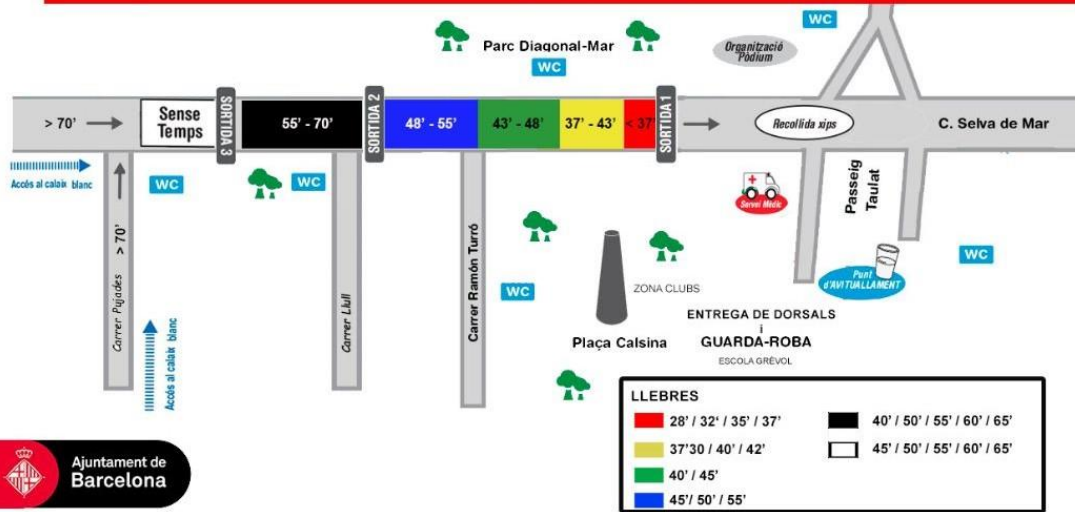 WC
Parc Diagonal-Mar
WC
Organització
Pòdium
> 70'
Sense
Temps
SORTIDA 3
55' - 70'
SORTIDA 2
48' - 55'
43' - 48'
37' - 43'
< 37'
SORTIDA 1
Recollida xips
C. Selva de Mar
Accés al calaix blanc
WC
WC
Servei Mèdic
Passeig
Taulat
> 70'
Carrer Pujades
Carrer Llull
Carrer Ramón Turró
WC
WC
Punt
d'AVITUALLAMENT
ZONA CLUBS
Plaça Calsina
ENTREGA DE DORSALS
i
GUARDA-ROBA
ESCOLA GRÈVOL
Accés al calaix blanc
LLEBRES
28' / 32' / 35' / 37'
40' / 50' / 55' / 60' / 65'
37'30 / 40' / 42'
45' / 50' / 55' / 60' / 65'
40' / 45'
45'/ 50' / 55'
Ajuntament de
Barcelona